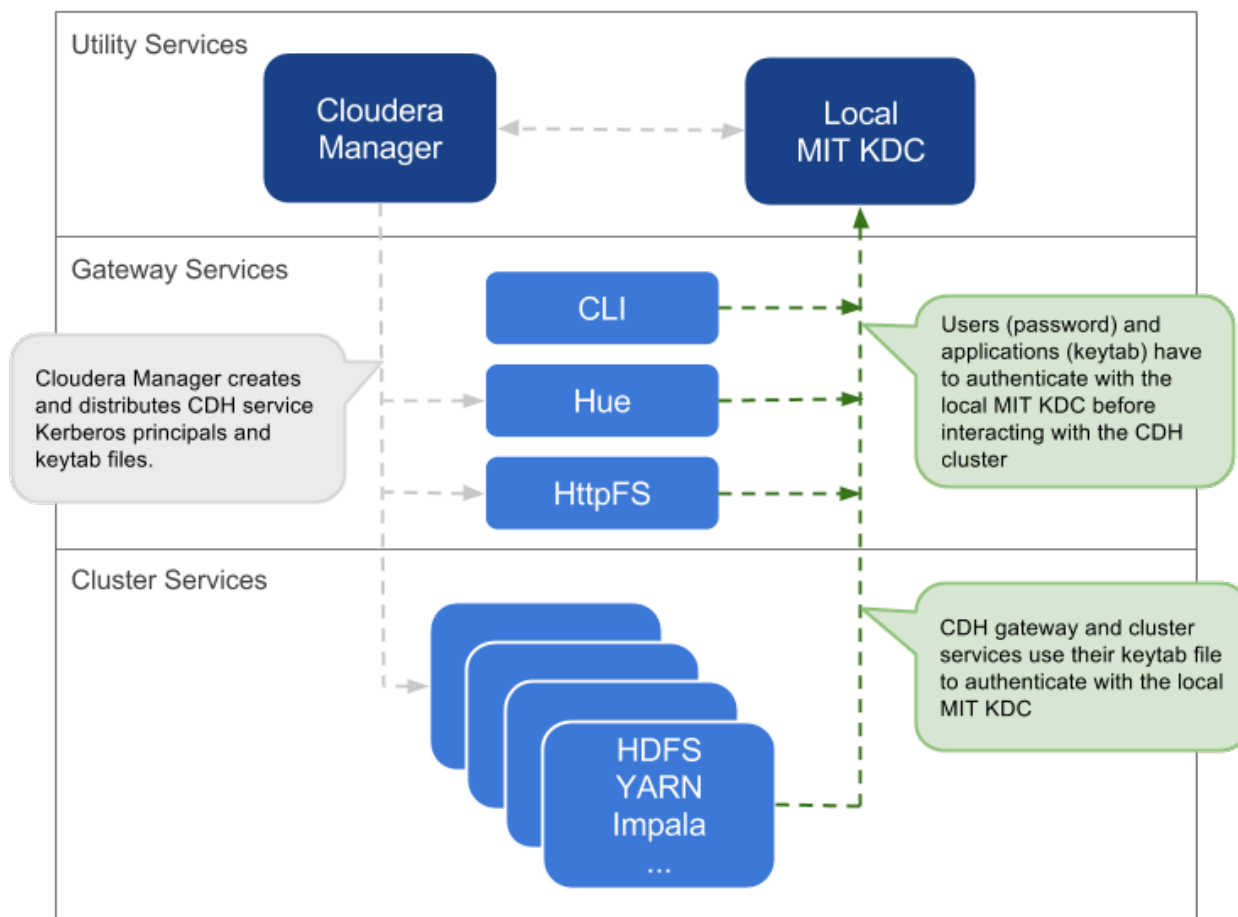 Utility Services
Cloudera
Manager
Local
MIT KDC
Gateway Services
CLI
Hue
HttpFS
Cloudera Manager creates
and distributes CDH service
Kerberos principals and
keytab files.
Users (password) and
applications (keytab) have
to authenticate with the
local MIT KDC before
interacting with the CDH
cluster
Cluster Services
HDFS
YARN
Impala
...
CDH gateway and cluster
services use their keytab file
to authenticate with the local
MIT KDC